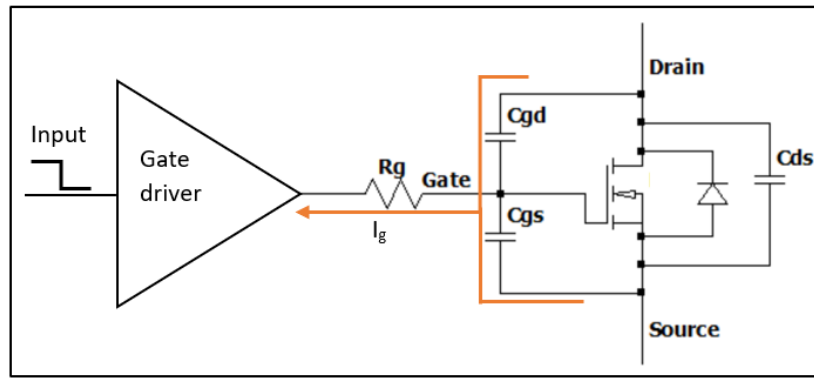 Drain
Input
Cgd
Gate
driver
Rg
Gate
Cds
Cgs
Ig
Source